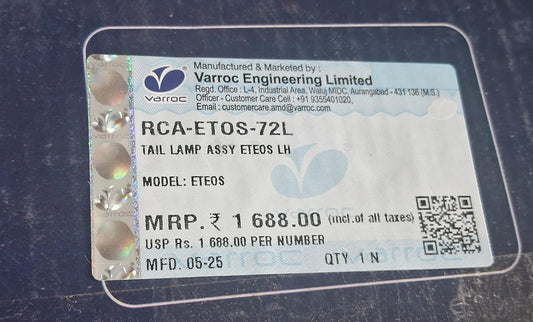 Manufactured & Marketed by :
Varroc Engineering Limited
Regd. Office : L-4, Industrial Area, Waluj MIDC, Aurangabad - 431 136 (M.S.)
Officer - Customer Care Cell : +91 9355401020,
Email : customercare.amd@varroc.com
varroc
RCA-ETOS-72L
TAIL LAMP ASSY ETEOS LH
MODEL: ETEOS
MRP. ₹ 1 688.00 (incl. of all taxes)
USP Rs. 1 688.00 PER NUMBER
MFD. 05-25 QTY 1 N
varroc